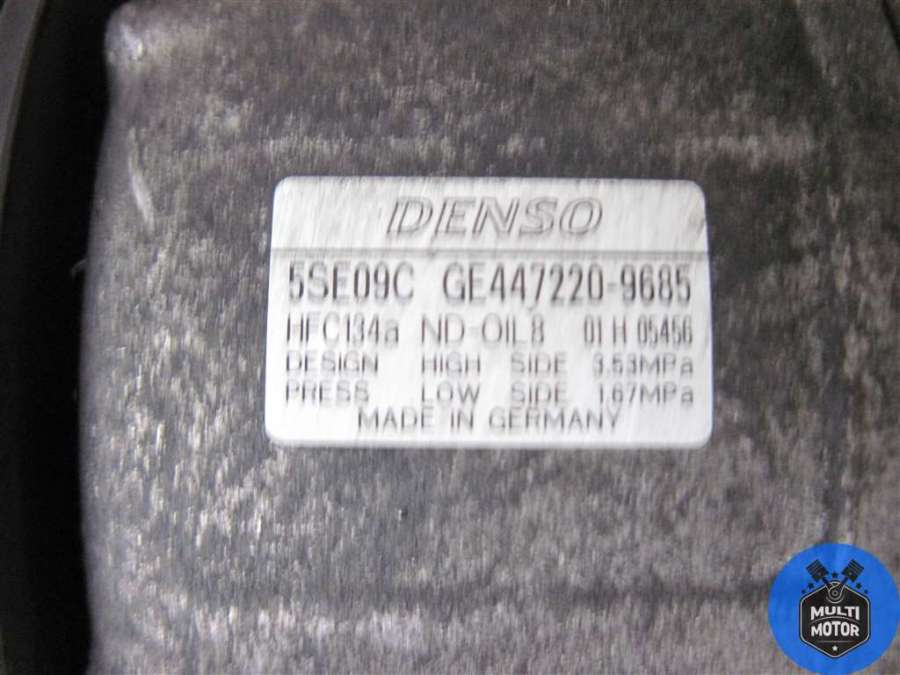 DENSO
5SE09C GE447220-9685
HFC134a ND-OIL8 01 H 05456
DESIGN HIGH SIDE 3.53MPa
PRESS LOW SIDE 1.67MPa
MADE IN GERMANY
MULTI
MOTOR